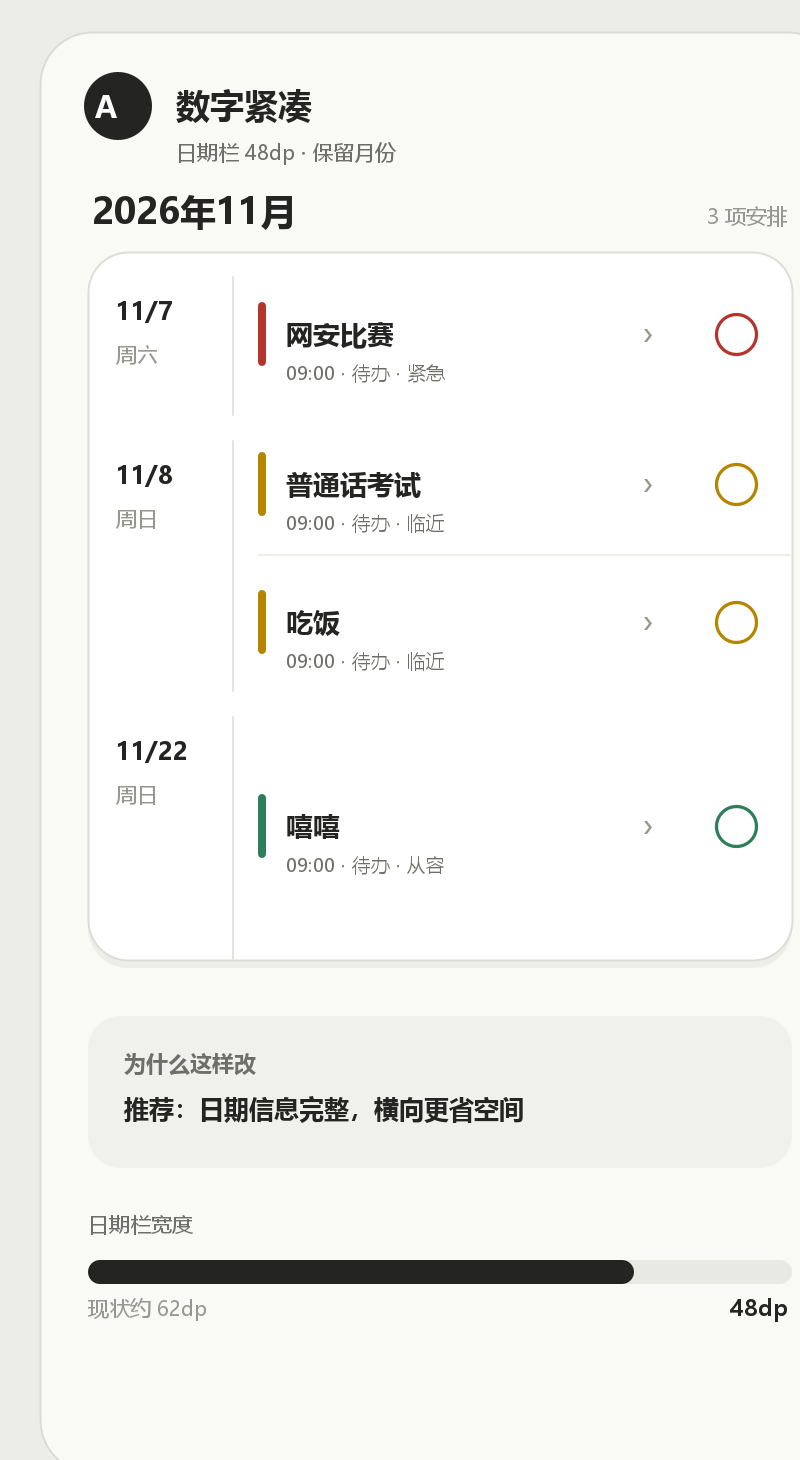 A
数字紧凑
日期栏 48dp · 保留月份
2026年11月
3 项安排
11/7
周六
网安比赛
›
09:00 · 待办 · 紧急
11/8
周日
普通话考试
›
09:00 · 待办 · 临近
吃饭
›
09:00 · 待办 · 临近
11/22
周日
嘻嘻
›
09:00 · 待办 · 从容
为什么这样改
推荐：日期信息完整，横向更省空间
日期栏宽度
现状约 62dp
48dp